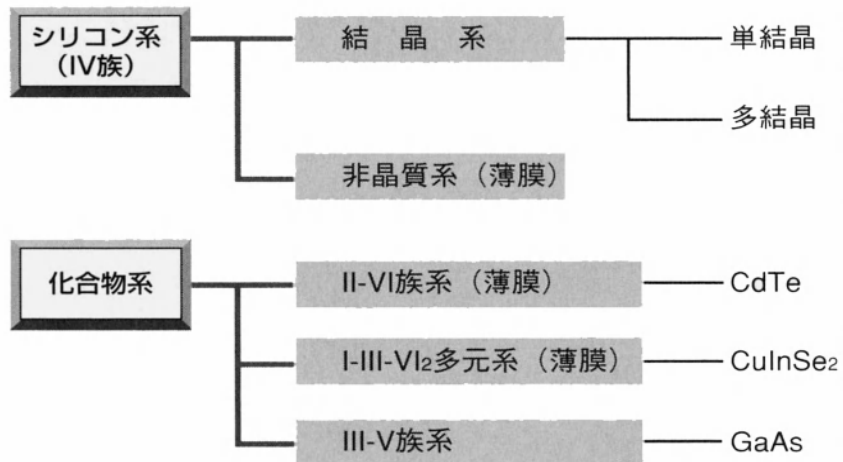 シリコン系
(IV族)
結晶系
単結晶
多結晶
非晶質系（薄膜）
化合物系
II-VI族系（薄膜）
CdTe
I-III-VI₂多元系（薄膜）
CuInSe₂
III-V族系
GaAs